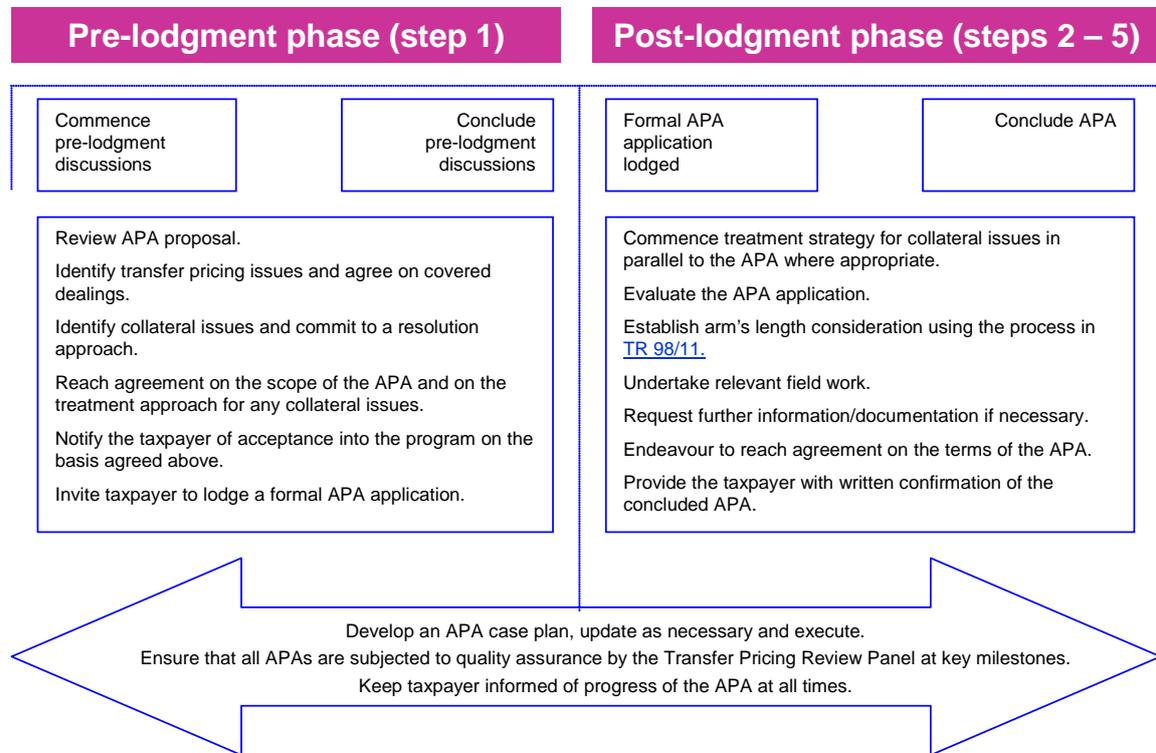 Pre-lodgment phase (step 1)
Post-lodgment phase (steps 2 – 5)
Commence
pre-lodgment
discussions
Conclude
pre-lodgment
discussions
Formal APA
application
lodged
Conclude APA
Review APA proposal.
Identify transfer pricing issues and agree on covered
dealings.
Identify collateral issues and commit to a resolution
approach.
Reach agreement on the scope of the APA and on the
treatment approach for any collateral issues.
Notify the taxpayer of acceptance into the program on the
basis agreed above.
Invite taxpayer to lodge a formal APA application.
Commence treatment strategy for collateral issues in
parallel to the APA where appropriate.
Evaluate the APA application.
Establish arm's length consideration using the process in
TR 98/11.
Undertake relevant field work.
Request further information/documentation if necessary.
Endeavour to reach agreement on the terms of the APA.
Provide the taxpayer with written confirmation of the
concluded APA.
Develop an APA case plan, update as necessary and execute.
Ensure that all APAs are subjected to quality assurance by the Transfer Pricing Review Panel at key milestones.
Keep taxpayer informed of progress of the APA at all times.